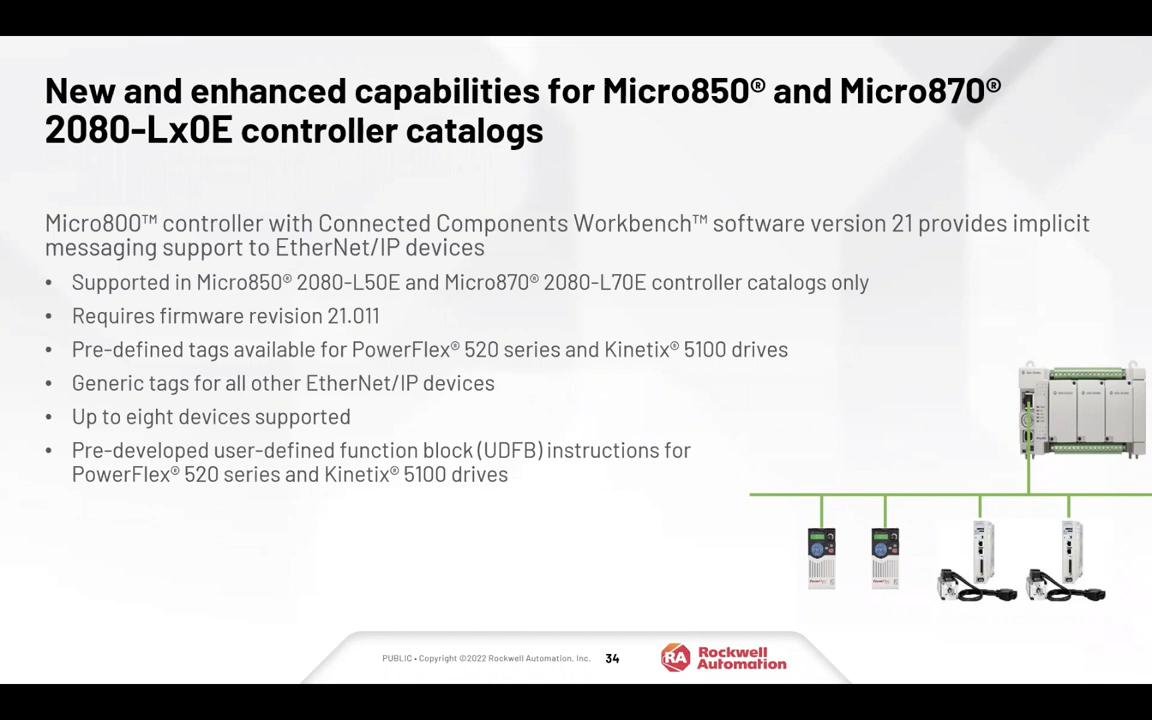 New and enhanced capabilities for Micro850® and Micro870®
2080-Lx0E controller catalogs
Micro800™ controller with Connected Components Workbench™ software version 21 provides implicit
messaging support to EtherNet/IP devices
• Supported in Micro850® 2080-L50E and Micro870® 2080-L70E controller catalogs only
• Requires firmware revision 21.011
• Pre-defined tags available for PowerFlex® 520 series and Kinetix® 5100 drives
• Generic tags for all other EtherNet/IP devices
• Up to eight devices supported
• Pre-developed user-defined function block (UDFB) instructions for
PowerFlex® 520 series and Kinetix® 5100 drives
PUBLIC • Copyright ©2022 Rockwell Automation, Inc. 34
RA Rockwell
Automation